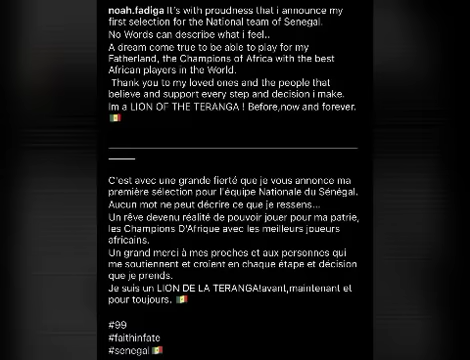 noah.fadiga It's with proudness that i announce my
first selection for the National team of Senegal.
No Words can describe what i feel..
A dream come true to be able to play for my
Fatherland, the Champions of Africa with the best
African players in the World.
Thank you to my loved ones and the people that
believe and support every step and decision i make.
Im a LION OF THE TERANGA ! Before,now and forever.
🇸🇳
C'est avec une grande fierté que je vous annonce ma
première sélection pour l'équipe Nationale du Sénégal.
Aucun mot ne peut décrire ce que je ressens...
Un rêve devenu réalité de pouvoir jouer pour ma patrie,
les Champions D'Afrique avec les meilleurs joueurs
africains.
Un grand merci à mes proches et aux personnes qui
me soutiennent et croient en chaque étape et décision
que je prends.
Je suis un LION DE LA TERANGA!avant,maintenant et
pour toujours. 🇸🇳
#99
#faithinfate
#senegal🇸🇳